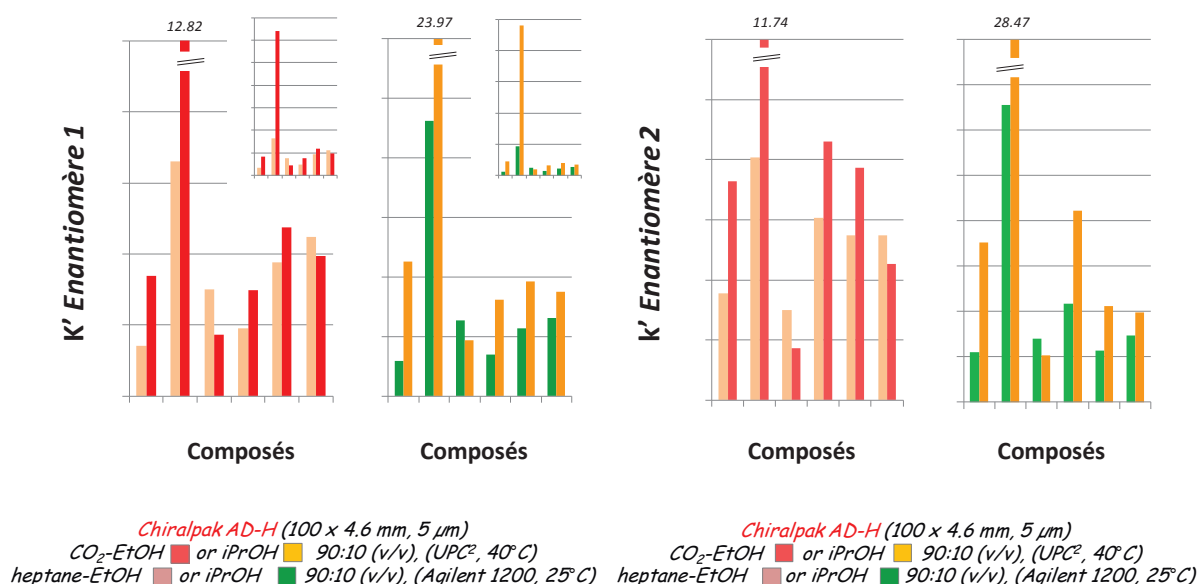 12.82
23.97
11.74
28.47
K' Enantiomère 1
k' Enantiomère 2
Composés
Composés
Composés
Composés
Chiralpak AD-H (100 x 4.6 mm, 5 µm)
CO₂-EtOH or iPrOH 90:10 (v/v), (UPC², 40°C)
heptane-EtOH or iPrOH 90:10 (v/v), (Agilent 1200, 25°C)
Chiralpak AD-H (100 x 4.6 mm, 5 µm)
CO₂-EtOH or iPrOH 90:10 (v/v), (UPC², 40°C)
heptane-EtOH or iPrOH 90:10 (v/v), (Agilent 1200, 25°C)